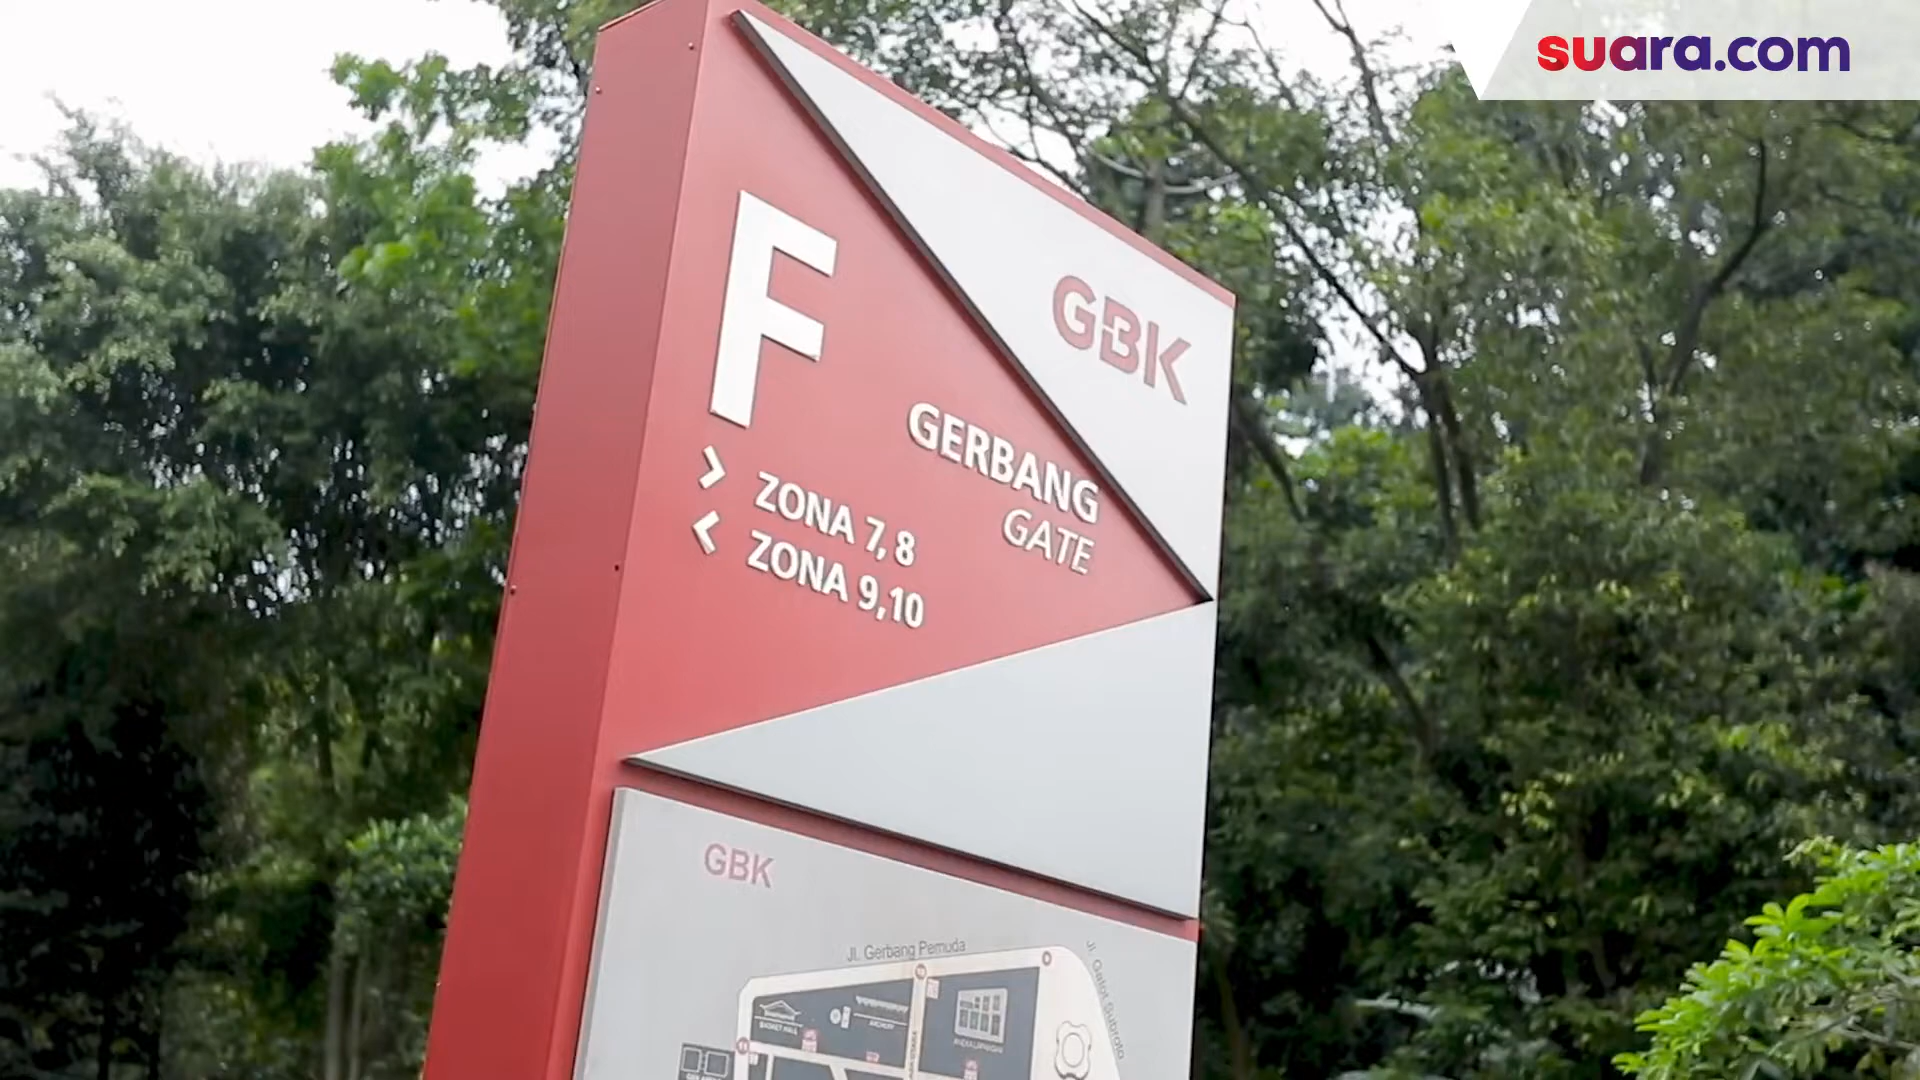 suara.com
GBK
F
GERBANG
GATE
> ZONA 7, 8
< ZONA 9,10
GBK
Jl. Gerbang Pemuda
Jl. Gatot Subroto
BASKET HALL
ARCHERY